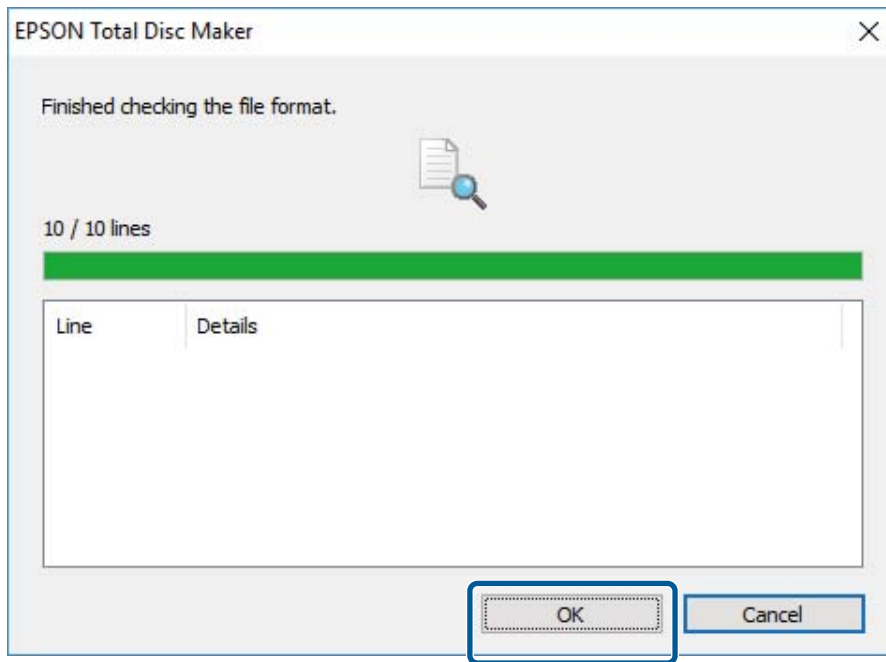 EPSON Total Disc Maker
Finished checking the file format.
10 / 10 lines
Line Details
OK Cancel